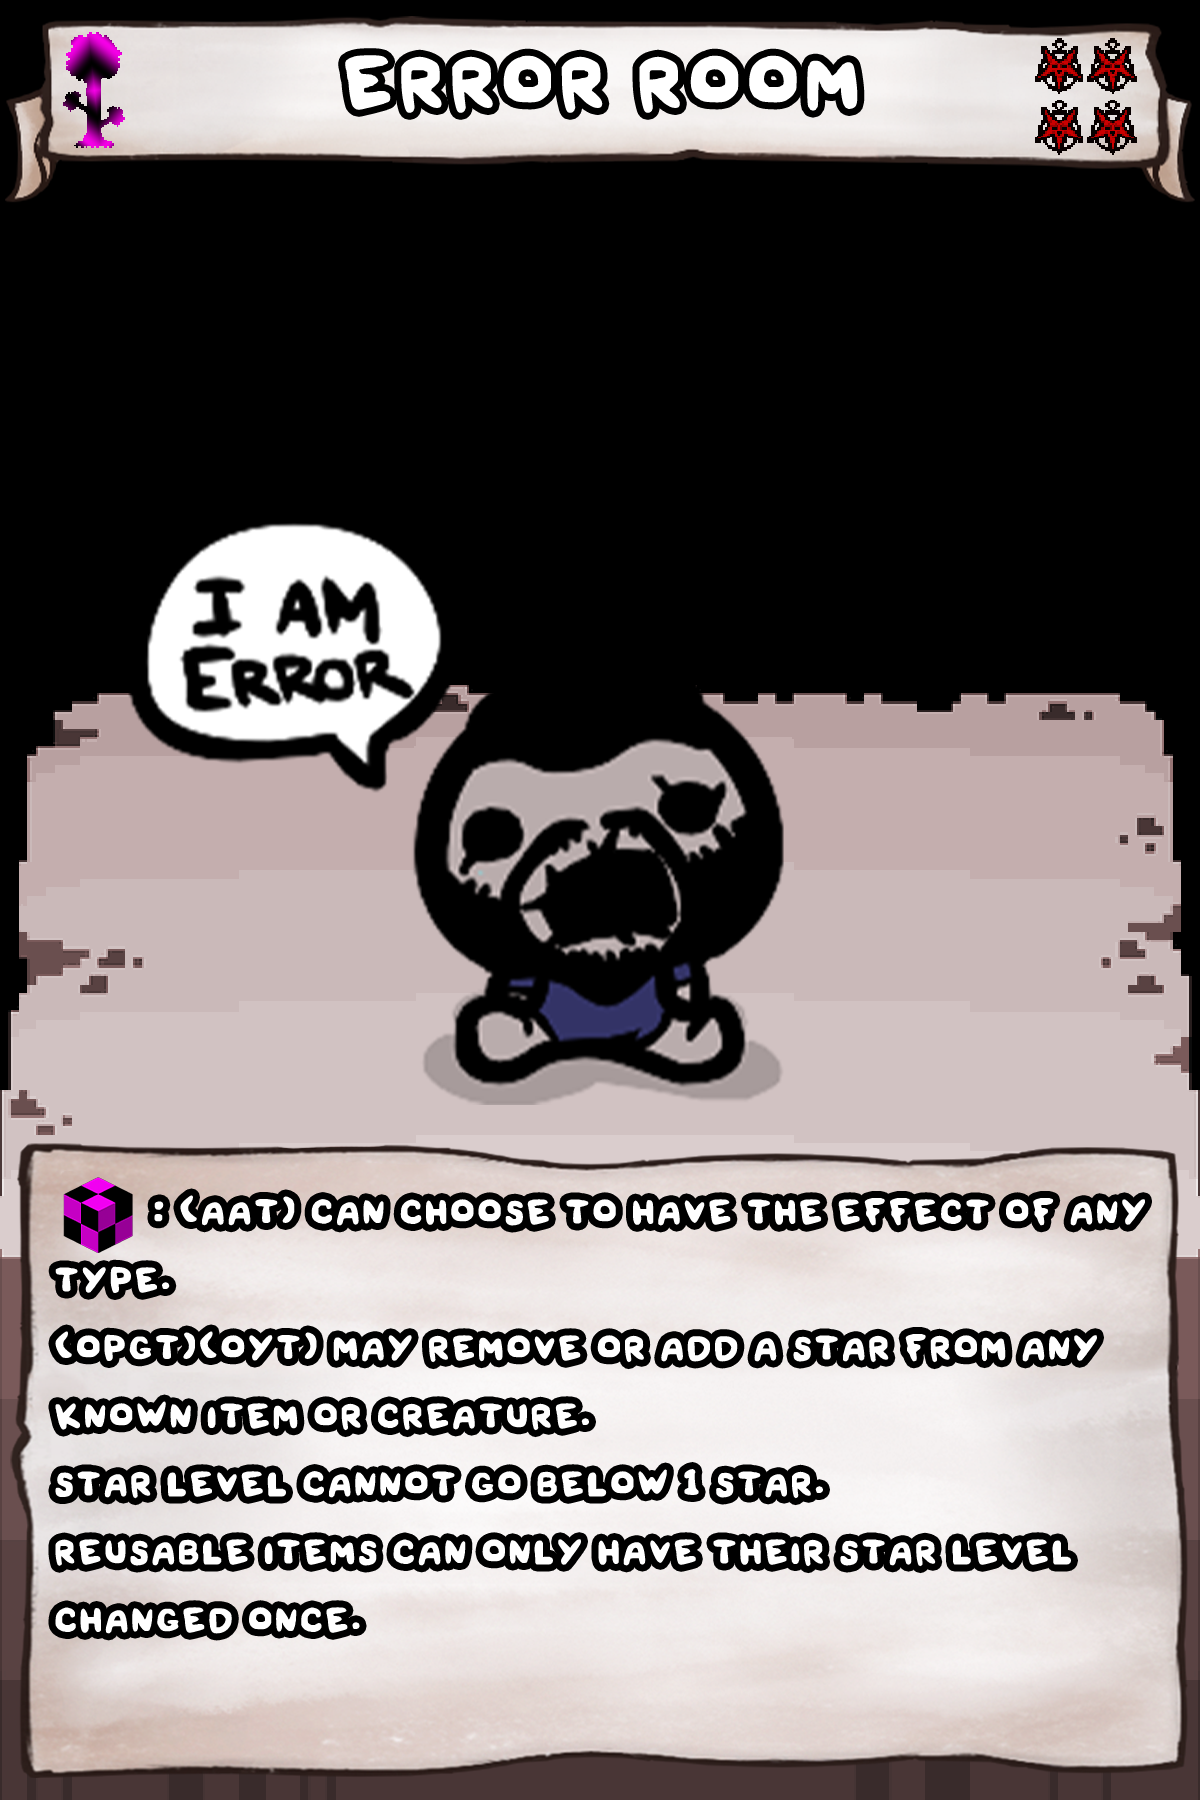 ERROR ROOM
I AM
ERROR
: (AAT) CAN CHOOSE TO HAVE THE EFFECT OF ANY
TYPE.
(OPGT)(OYT) MAY REMOVE OR ADD A STAR FROM ANY
KNOWN ITEM OR CREATURE.
STAR LEVEL CANNOT GO BELOW 1 STAR.
REUSABLE ITEMS CAN ONLY HAVE THEIR STAR LEVEL
CHANGED ONCE.